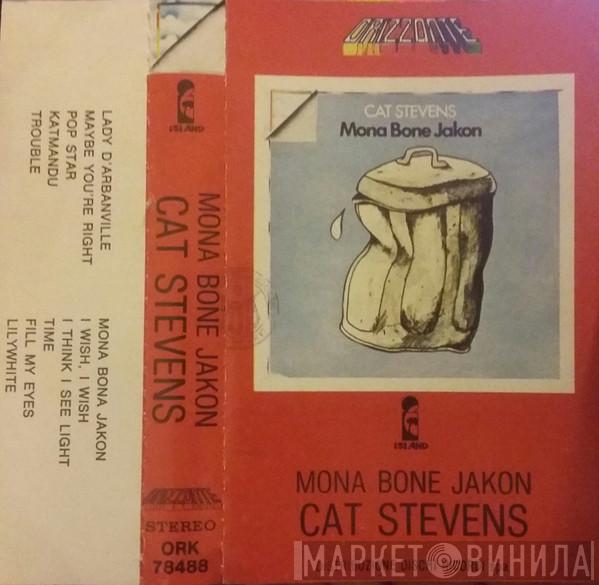 LADY D'ARBANVILLE
MAYBE YOU'RE RIGHT
POP STAR
KATMANDU
TROUBLE
MONA BONA JAKON
I WISH, I WISH
I THINK I SEE LIGHT
TIME
FILL MY EYES
LILYWHITE
ISLAND
MONA BONE JAKON
CAT STEVENS
ORIZZONTE
STEREO
ORK
78488
ORIZZONTE
CAT STEVENS
Mona Bone Jakon
ISLAND
MONA BONE JAKON
CAT STEVENS
МАРКЕТ ВИНИЛА